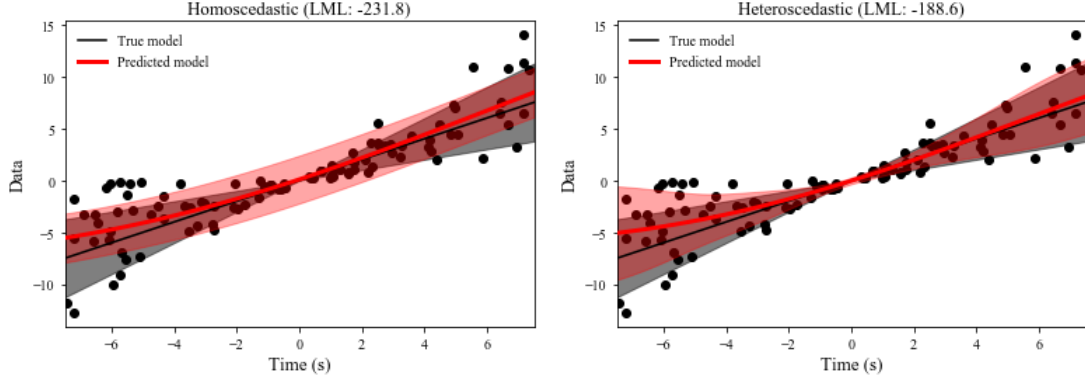 Homoscedastic (LML: -231.8)
True model
Predicted model
15
10
5
0
−5
−10
Data
−6
−4
−2
0
2
4
6
Time (s)
Heteroscedastic (LML: -188.6)
True model
Predicted model
15
10
5
0
−5
−10
Data
−6
−4
−2
0
2
4
6
Time (s)